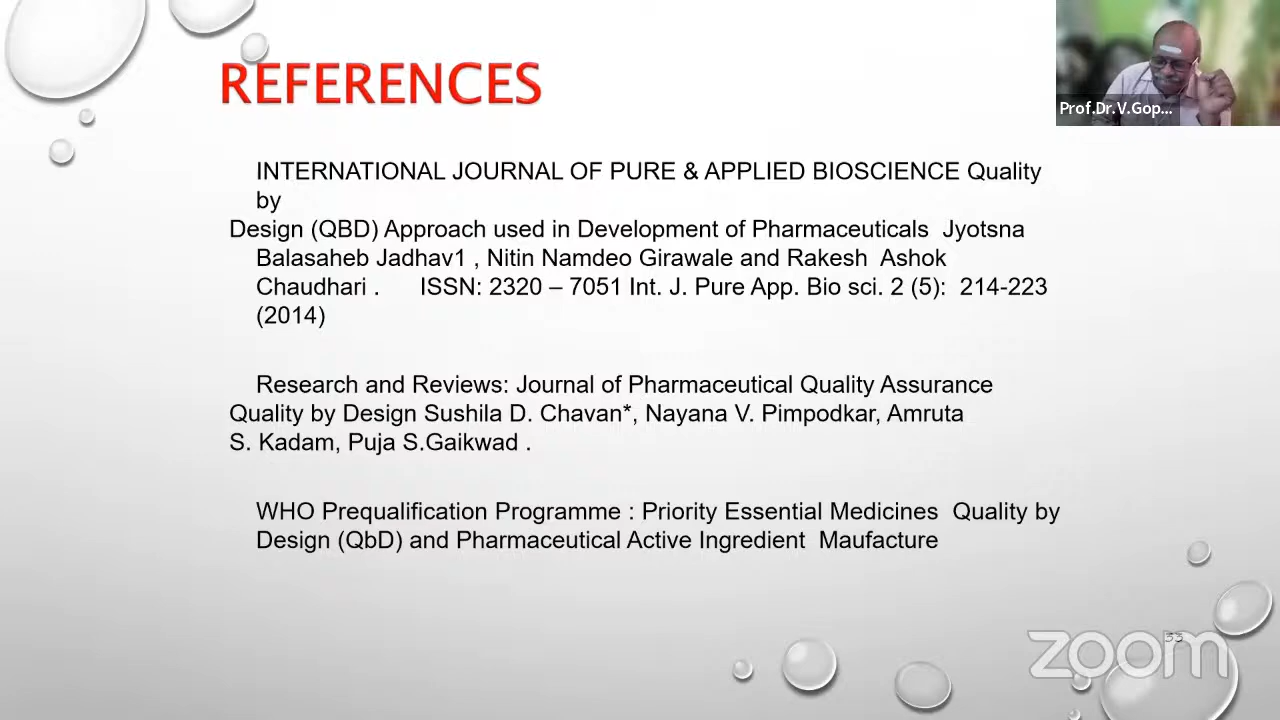 REFERENCES
Prof.Dr.V.Gop...
INTERNATIONAL JOURNAL OF PURE & APPLIED BIOSCIENCE Quality
by
Design (QBD) Approach used in Development of Pharmaceuticals Jyotsna
Balasaheb Jadhav1 , Nitin Namdeo Girawale and Rakesh Ashok
Chaudhari . ISSN: 2320 – 7051 Int. J. Pure App. Bio sci. 2 (5): 214-223
(2014)
Research and Reviews: Journal of Pharmaceutical Quality Assurance
Quality by Design Sushila D. Chavan*, Nayana V. Pimpodkar, Amruta
S. Kadam, Puja S.Gaikwad .
WHO Prequalification Programme : Priority Essential Medicines Quality by
Design (QbD) and Pharmaceutical Active Ingredient Maufacture
33
zoom